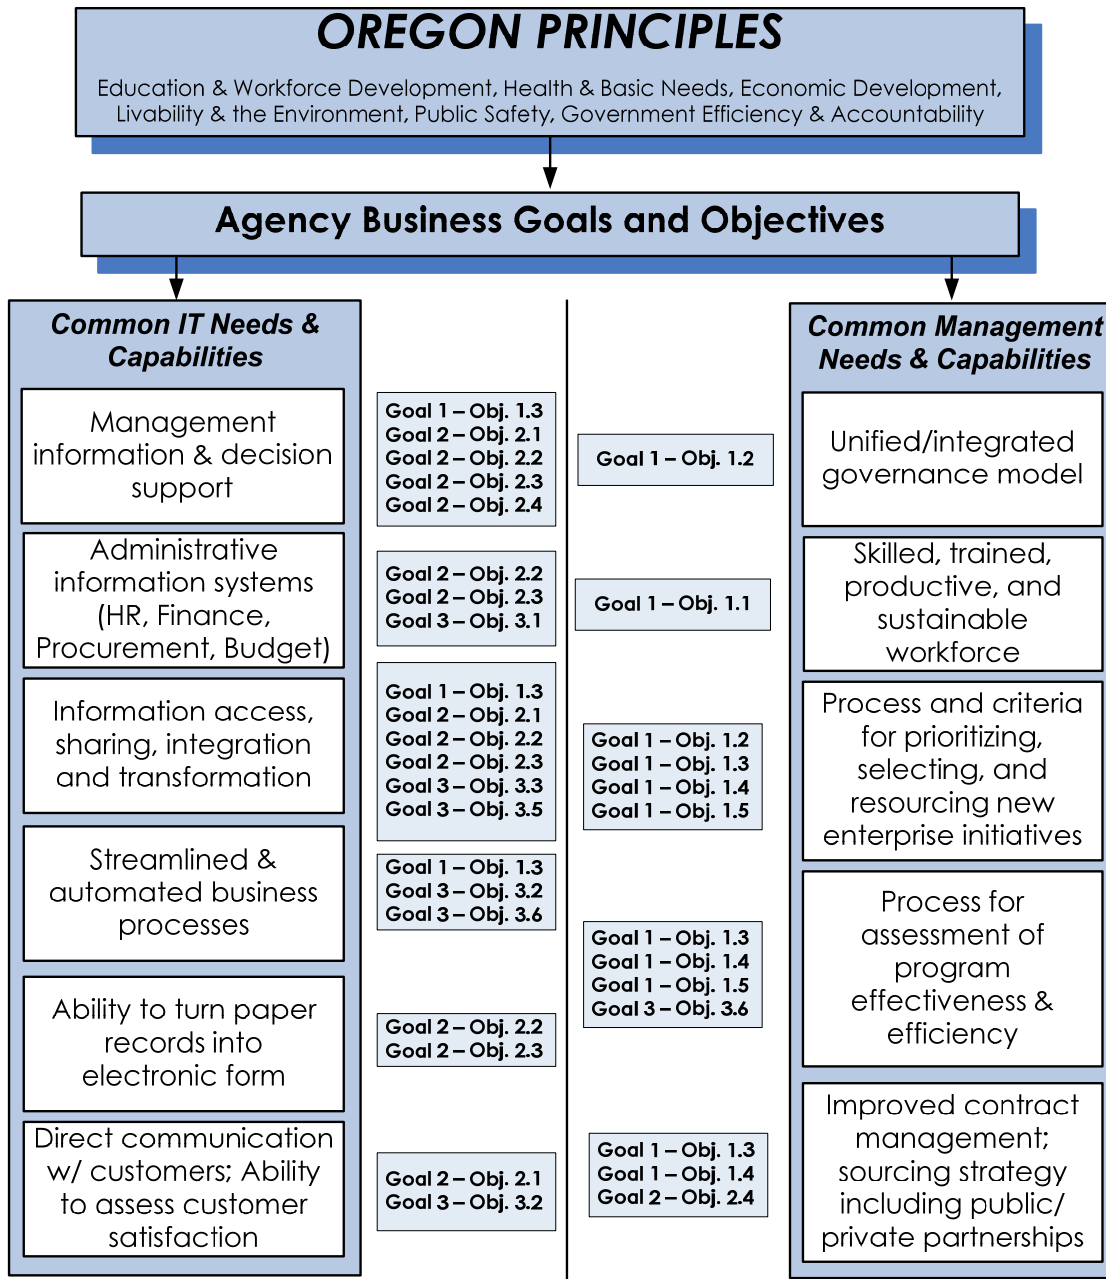 OREGON PRINCIPLES
Education & Workforce Development, Health & Basic Needs, Economic Development,
Livability & the Environment, Public Safety, Government Efficiency & Accountability
Agency Business Goals and Objectives
Common IT Needs &
Capabilities
Management
information & decision
support
Administrative
information systems
(HR, Finance,
Procurement, Budget)
Information access,
sharing, integration
and transformation
Streamlined &
automated business
processes
Ability to turn paper
records into
electronic form
Direct communication
w/ customers; Ability
to assess customer
satisfaction
Goal 1 – Obj. 1.3
Goal 2 – Obj. 2.1
Goal 2 – Obj. 2.2
Goal 2 – Obj. 2.3
Goal 2 – Obj. 2.4
Goal 2 – Obj. 2.2
Goal 2 – Obj. 2.3
Goal 3 – Obj. 3.1
Goal 1 – Obj. 1.3
Goal 2 – Obj. 2.1
Goal 2 – Obj. 2.2
Goal 2 – Obj. 2.3
Goal 3 – Obj. 3.3
Goal 3 – Obj. 3.5
Goal 1 – Obj. 1.3
Goal 3 – Obj. 3.2
Goal 3 – Obj. 3.6
Goal 2 – Obj. 2.2
Goal 2 – Obj. 2.3
Goal 2 – Obj. 2.1
Goal 3 – Obj. 3.2
Goal 1 – Obj. 1.2
Goal 1 – Obj. 1.1
Goal 1 – Obj. 1.2
Goal 1 – Obj. 1.3
Goal 1 – Obj. 1.4
Goal 1 – Obj. 1.5
Goal 1 – Obj. 1.3
Goal 1 – Obj. 1.4
Goal 1 – Obj. 1.5
Goal 3 – Obj. 3.6
Goal 1 – Obj. 1.3
Goal 1 – Obj. 1.4
Goal 2 – Obj. 2.4
Common Management
Needs & Capabilities
Unified/integrated
governance model
Skilled, trained,
productive, and
sustainable
workforce
Process and criteria
for prioritizing,
selecting, and
resourcing new
enterprise initiatives
Process for
assessment of
program
effectiveness &
efficiency
Improved contract
management;
sourcing strategy
including public/
private partnerships